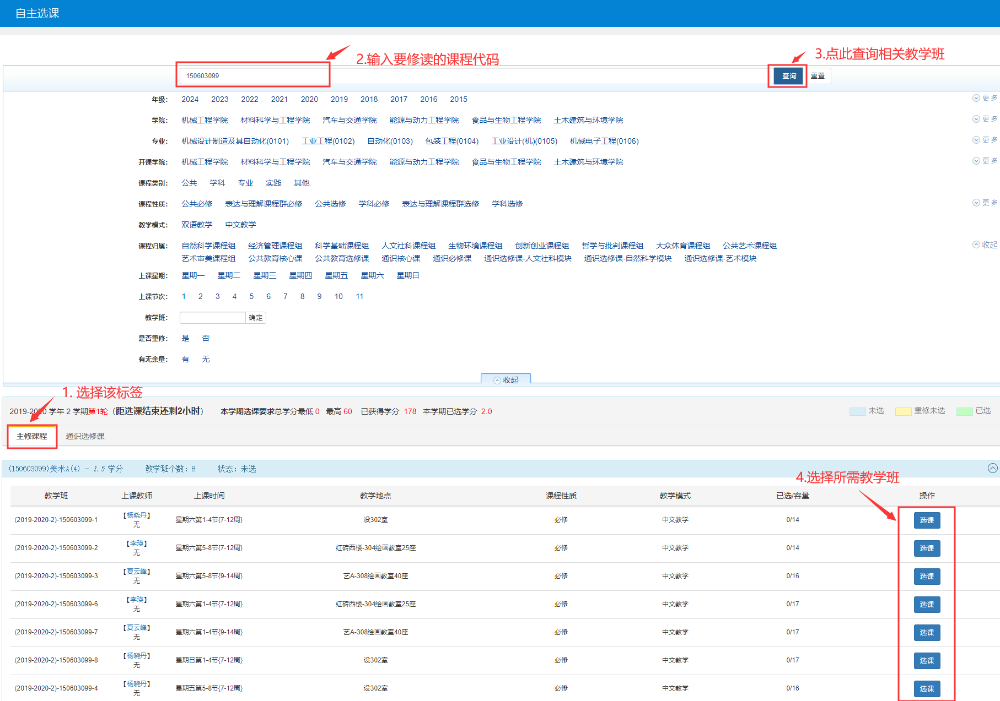 自主选课
2.输入要修读的课程代码
3.点此查询相关教学班
150603099 查询 重置
年级: 2024 2023 2022 2021 2020 2019 2018 2017 2016 2015 更多
学院: 机械工程学院 材料科学与工程学院 汽车与交通学院 能源与动力工程学院 食品与生物工程学院 土木建筑与环境学院 更多
专业: 机械设计制造及其自动化(0101) 工业工程(0102) 自动化(0103) 包装工程(0104) 工业设计(机)(0105) 机械电子工程(0106) 更多
开课学院: 机械工程学院 材料科学与工程学院 汽车与交通学院 能源与动力工程学院 食品与生物工程学院 土木建筑与环境学院 更多
课程类别: 公共 学科 专业 实践 其他
课程性质: 公共必修 表达与理解课程群必修 公共选修 学科必修 表达与理解课程群选修 学科选修 更多
教学模式: 双语教学 中文教学
课程归属: 自然科学课程组 经济管理课程组 科学基础课程组 人文社科课程组 生物环境课程组 创新创业课程组 哲学与批判课程组 大众体育课程组 公共艺术课程组 收起
艺术审美课程组 公共教育核心课 公共教育选修课 通识核心课 通识必修课 通识选修课-人文社科模块 通识选修课-自然科学模块 通识选修课-艺术模块
上课星期: 星期一 星期二 星期三 星期四 星期五 星期六 星期日
上课节次: 1 2 3 4 5 6 7 8 9 10 11
教学班: 确定
是否重修: 是 否
有无余量: 有 无
收起
1. 选择该标签
2019-2020 学年 2 学期第1轮（距选课结束还剩2小时） 本学期选课要求总学分最低 0 最高 60 已获得学分 178 本学期已选学分 2.0 未选 重修未选 已选
主修课程 通识选修课
(150603099)美术A(4) - 1.5 学分 教学班个数: 8 状态: 未选
4.选择所需教学班
教学班 上课教师 上课时间 教学地点 课程性质 教学模式 已选/容量 操作
(2019-2020-2)-150603099-1 【杨晓丹】 无 星期六第1-4节{7-12周} 设302室 必修 中文教学 0/14 选课
(2019-2020-2)-150603099-2 【李瑛】 无 星期六第5-8节{7-12周} 红砖西楼-304绘画教室25座 必修 中文教学 0/14 选课
(2019-2020-2)-150603099-3 【夏云峰】 无 星期六第5-8节{9-14周} 艺A-308绘画教室40座 必修 中文教学 0/16 选课
(2019-2020-2)-150603099-6 【李瑛】 无 星期六第1-4节{7-12周} 红砖西楼-304绘画教室25座 必修 中文教学 0/17 选课
(2019-2020-2)-150603099-7 【夏云峰】 无 星期六第1-4节{9-14周} 艺A-308绘画教室40座 必修 中文教学 0/17 选课
(2019-2020-2)-150603099-8 【杨晓丹】 无 星期日第1-4节{7-12周} 设302室 必修 中文教学 0/17 选课
(2019-2020-2)-150603099-4 【杨晓丹】 无 星期五第5-8节{7-12周} 设302室 必修 中文教学 0/16 选课